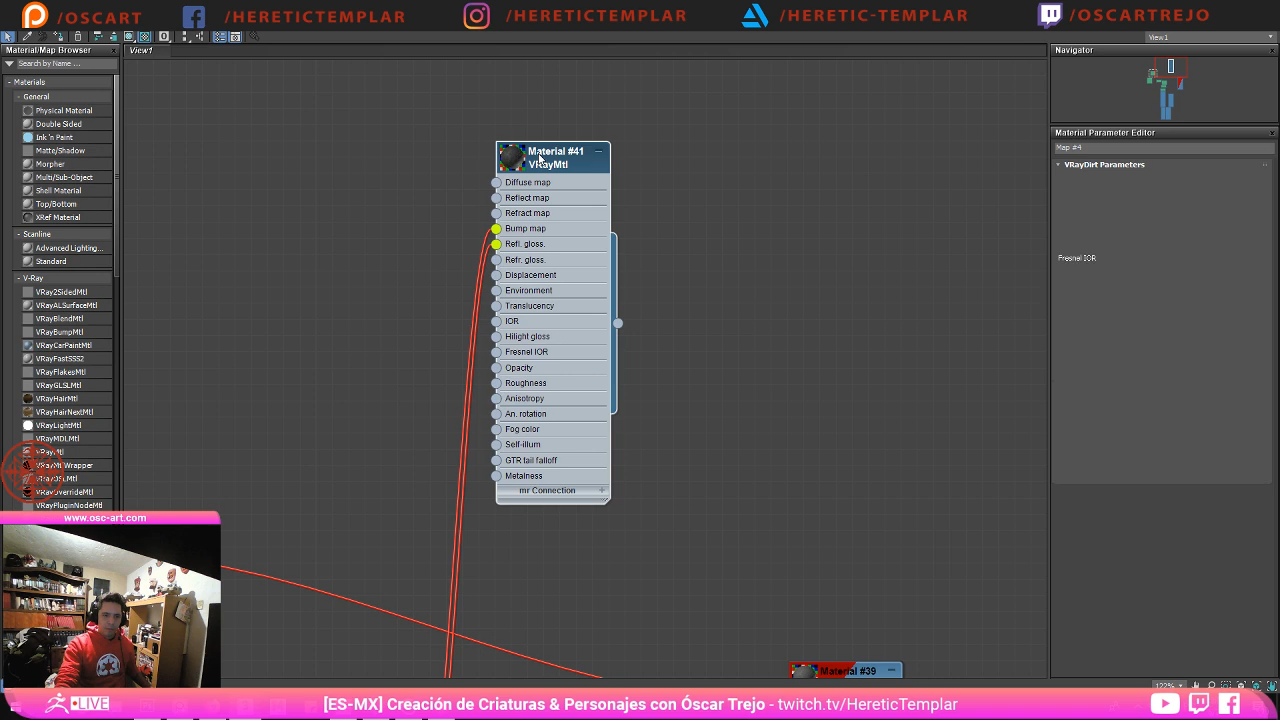 /OSCART
/HERETICTEMPLAR
/HERETICTEMPLAR
/HERETIC-TEMPLAR
/OSCARTREJO
View1
Material/Map Browser
View1
Navigator
Search by Name ...
- Materials
- General
Physical Material
Double Sided
Ink 'n Paint
Matte/Shadow
Morpher
Multi/Sub-Object
Shell Material
Top/Bottom
XRef Material
- Scanline
Advanced Lighting...
Standard
- V-Ray
VRay2SidedMtl
VRayALSurfaceMtl
VRayBlendMtl
VRayBumpMtl
VRayCarPaintMtl
VRayFastSSS2
VRayFlakesMtl
VRayGLSLMtl
VRayHairMtl
VRayHairNextMtl
VRayLightMtl
VRayMDLMtl
VRayMtl
VRayMtlWrapper
VRayOSLMtl
VRayOverrideMtl
VRayPluginNodeMtl
Material #41
VRayMtl
Diffuse map
Reflect map
Refract map
Bump map
Refl. gloss.
Refr. gloss.
Displacement
Environment
Translucency
IOR
Hilight gloss
Fresnel IOR
Opacity
Roughness
Anisotropy
An. rotation
Fog color
Self-illum
GTR tail falloff
Metalness
mr Connection +
Material #39
Material Parameter Editor
Map #4
VRayDirt Parameters
Fresnel IOR
www.osc-art.com
122%
LIVE
[ES-MX] Creación de Criaturas & Personajes con Óscar Trejo - twitch.tv/HereticTemplar